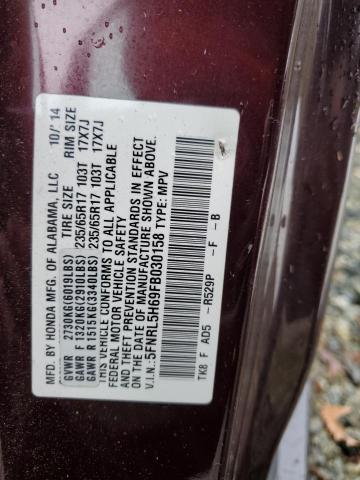 MFD. BY HONDA MFG. OF ALABAMA, LLC 10/14
TIRE SIZE RIM SIZE
GVWR 2730KG(6019LBS)
GAWR F 1320KG(2910LBS) 235/65R17 103T 17X7J
GAWR R 1515KG(3340LBS) 235/65R17 103T 17X7J
THIS VEHICLE CONFORMS TO ALL APPLICABLE
FEDERAL MOTOR VEHICLE SAFETY
AND THEFT PREVENTION STANDARDS IN EFFECT
ON THE DATE OF MANUFACTURE SHOWN ABOVE.
V.I.N.:5FNRL5H69FB030158 TYPE: MPV
TK8 F AD5 -R529P -F -B